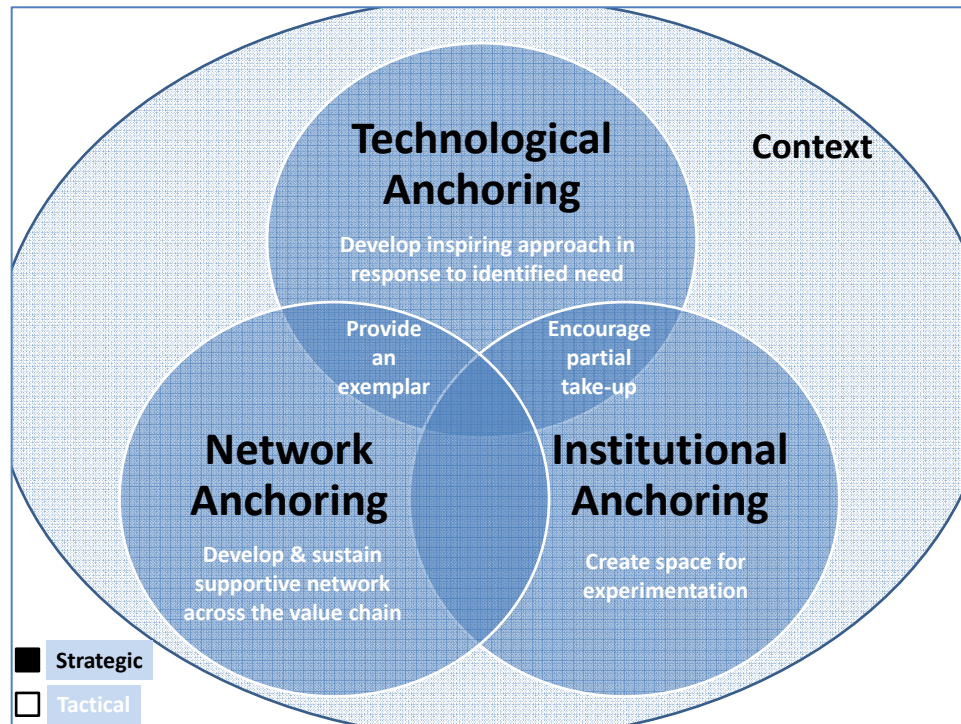 Technological
Anchoring
Context
Develop inspiring approach in
response to identified need
Provide
an
exemplar
Encourage
partial
take-up
Network
Anchoring
Develop & sustain
supportive network
across the value chain
Institutional
Anchoring
Create space for
experimentation
Strategic
Tactical